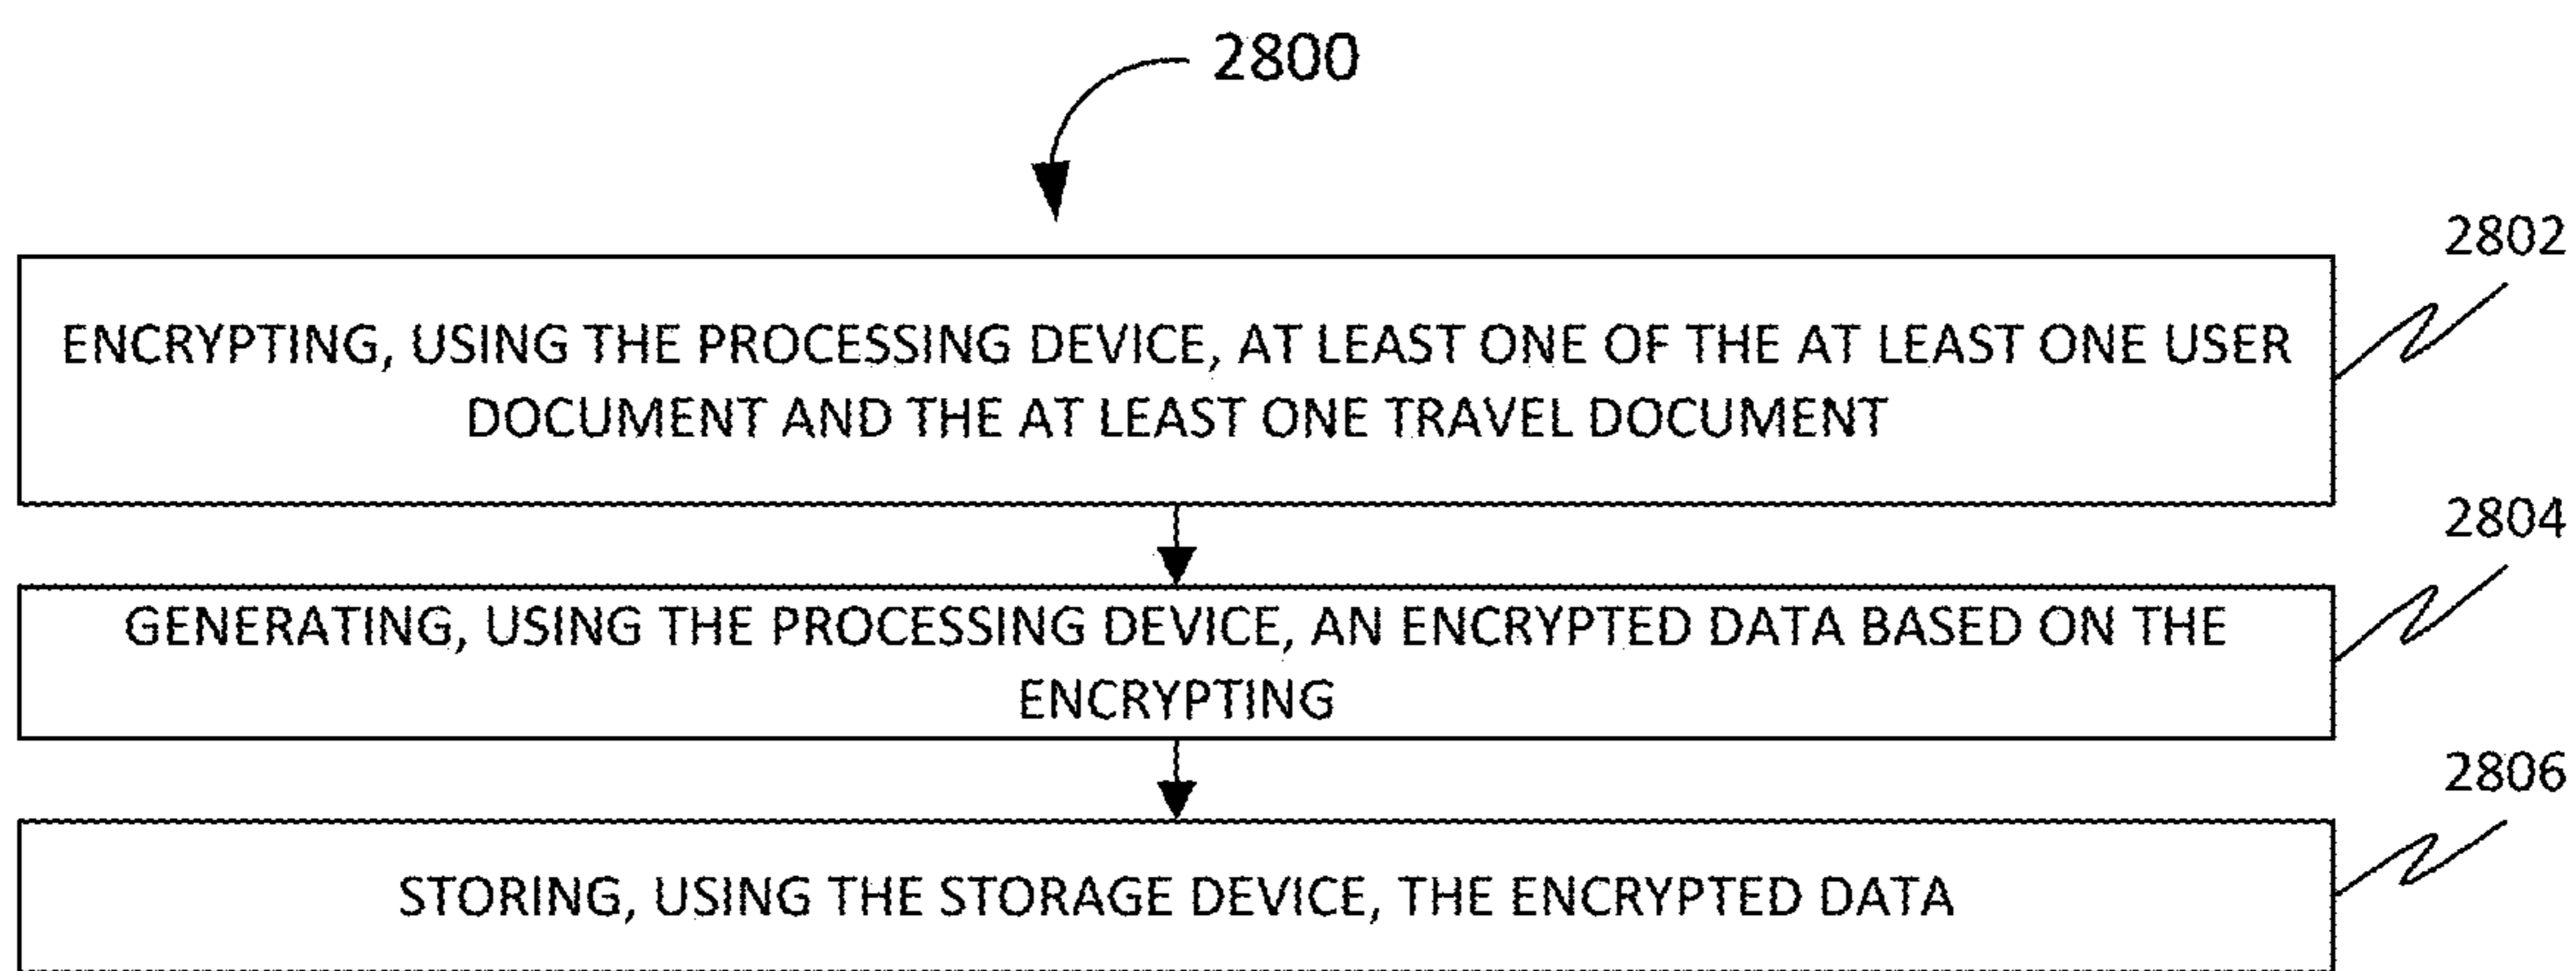 2800
2802
ENCRYPTING, USING THE PROCESSING DEVICE, AT LEAST ONE OF THE AT LEAST ONE USER
DOCUMENT AND THE AT LEAST ONE TRAVEL DOCUMENT
2804
GENERATING, USING THE PROCESSING DEVICE, AN ENCRYPTED DATA BASED ON THE
ENCRYPTING
2806
STORING, USING THE STORAGE DEVICE, THE ENCRYPTED DATA